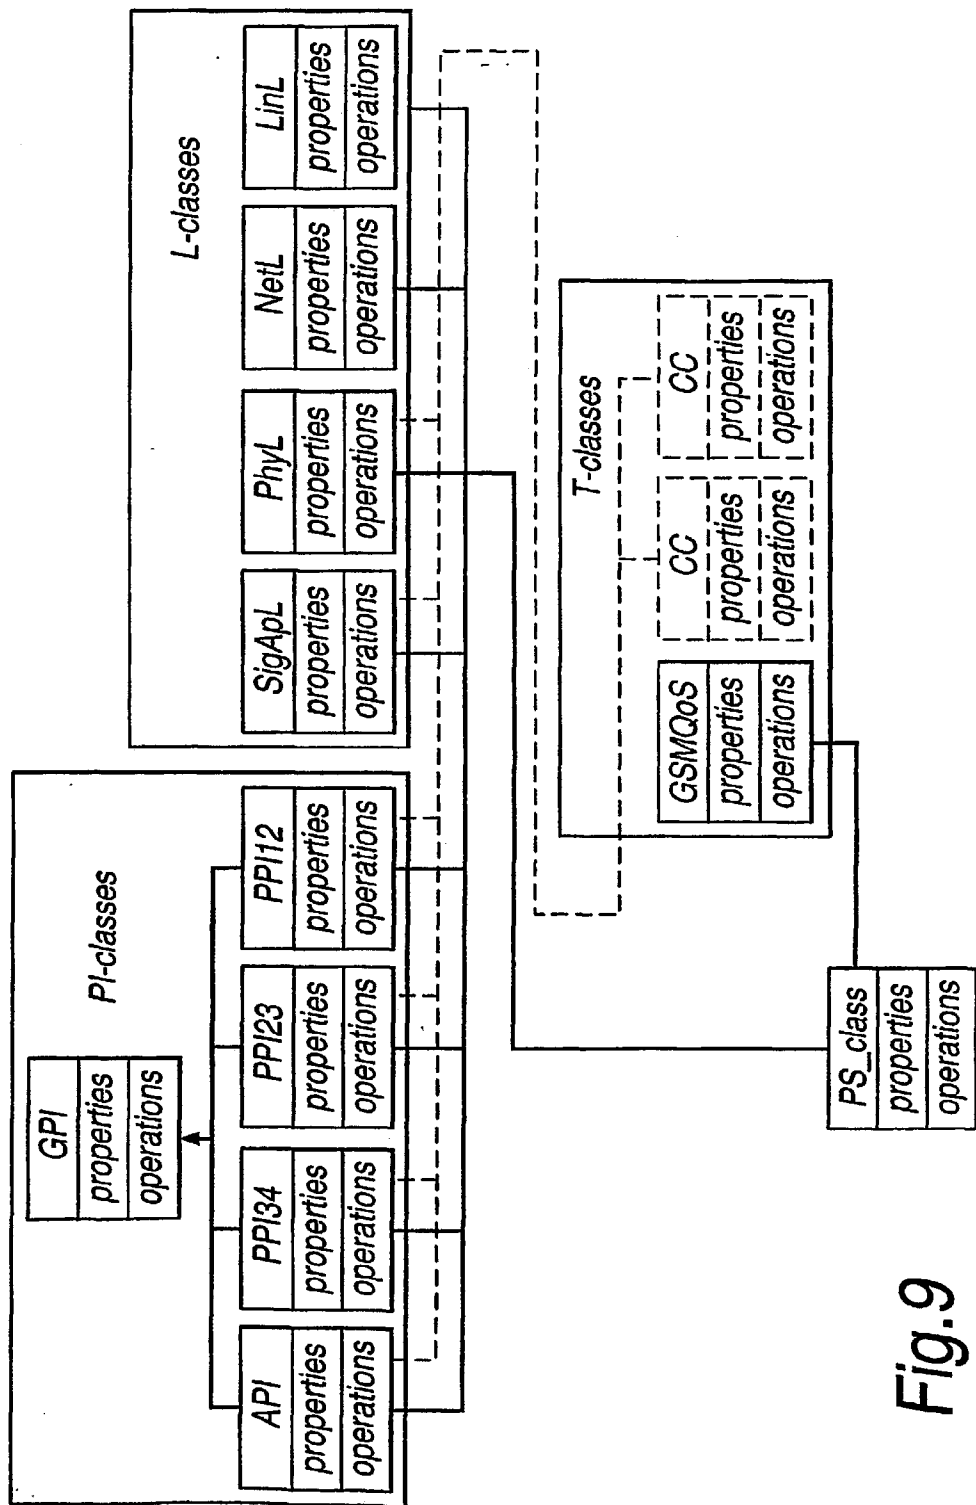 PI-classes
GPI
properties
operations
API
properties
operations
PPI34
properties
operations
PPI23
properties
operations
PPI12
properties
operations
L-classes
SigApL
properties
operations
PhyL
properties
operations
NetL
properties
operations
LinL
properties
operations
T-classes
GSMQoS
properties
operations
CC
properties
operations
CC
properties
operations
PS_class
properties
operations
Fig.9